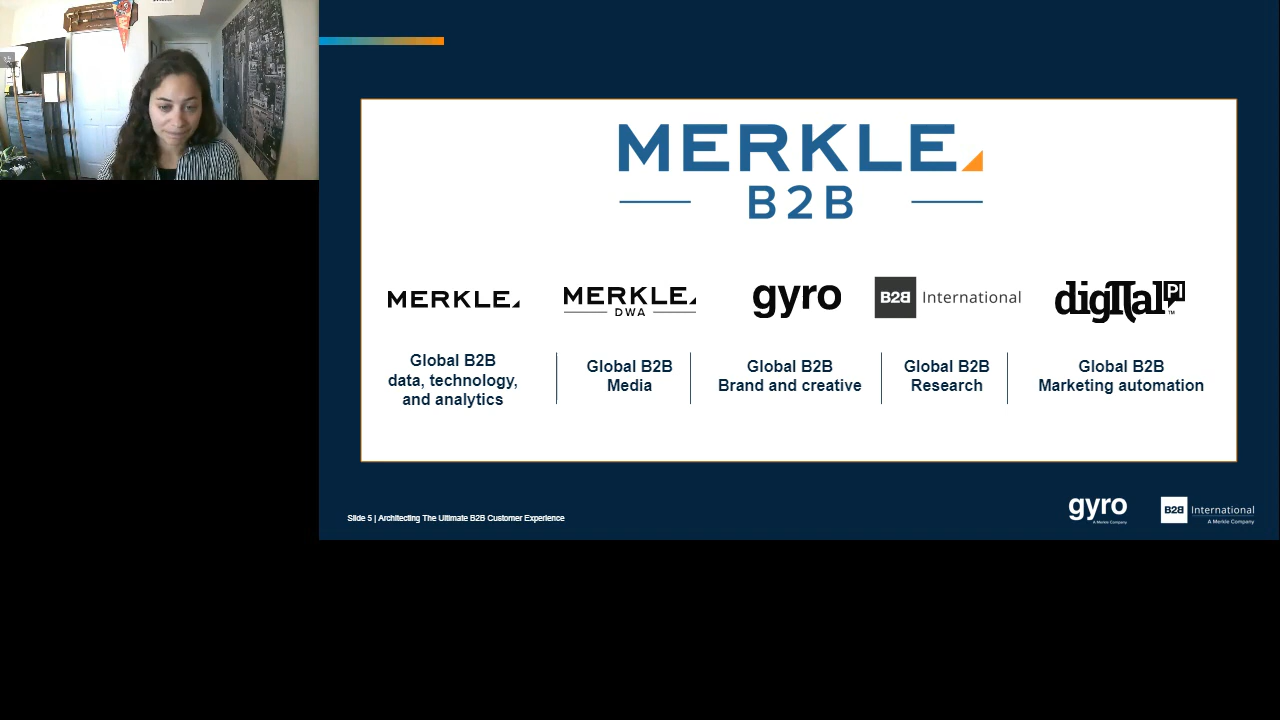 MERKLE
B2B
MERKLE
MERKLE
DWA
gyro
B2B International
digital PI
TM
Global B2B
data, technology,
and analytics
Global B2B
Media
Global B2B
Brand and creative
Global B2B
Research
Global B2B
Marketing automation
Slide 5 | Architecting The Ultimate B2B Customer Experience
gyro
A Merkle Company
B2B International
A Merkle Company